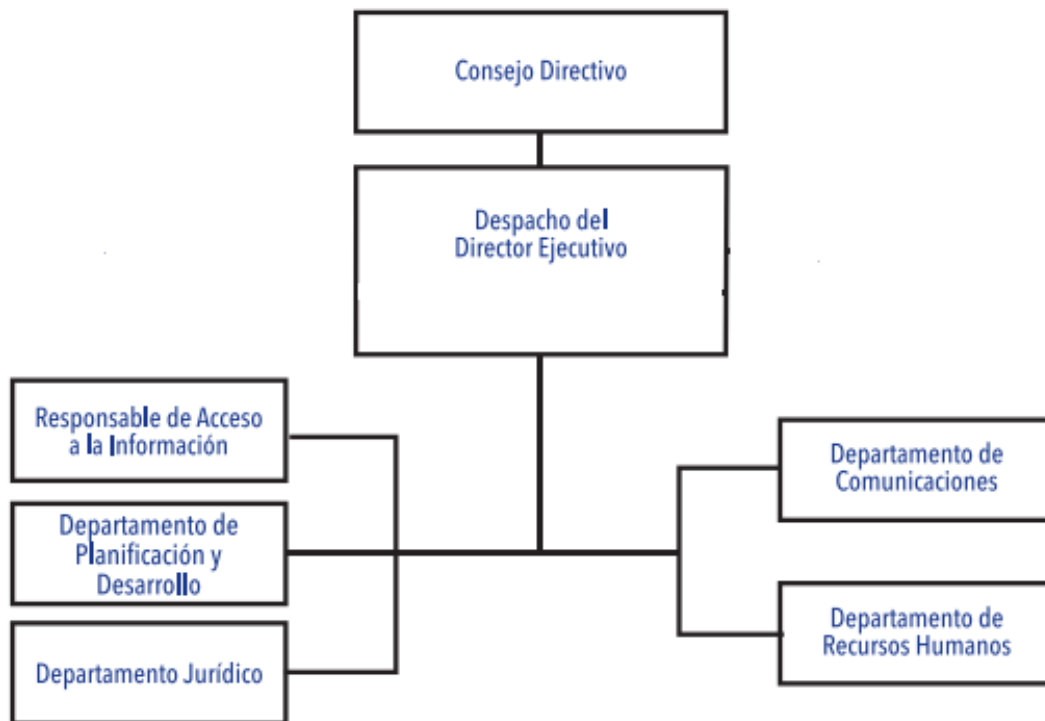 Consejo Directivo
Despacho del
Director Ejecutivo
Responsable de Acceso
a la Información
Departamento de
Planificación y
Desarrollo
Departamento Jurídico
Departamento de
Comunicaciones
Departamento de
Recursos Humanos